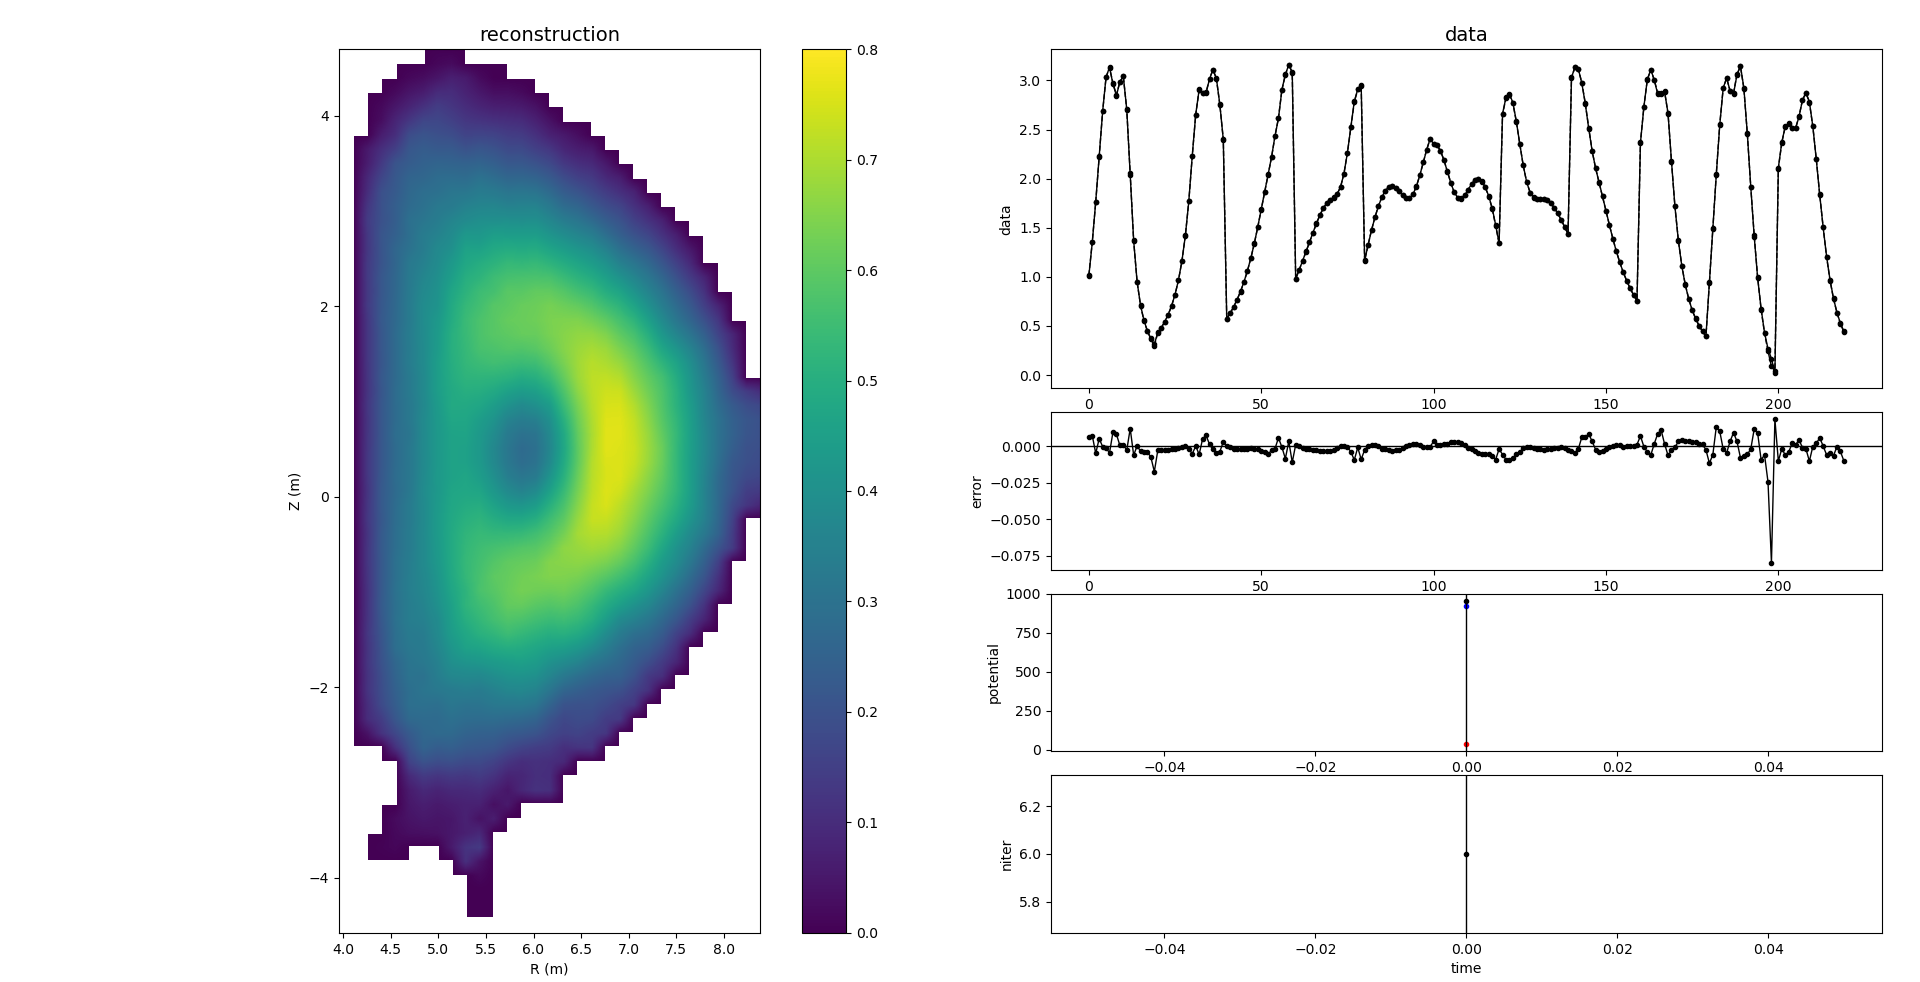 reconstruction
4
2
0
−2
−4
Z (m)
4.0 4.5 5.0 5.5 6.0 6.5 7.0 7.5 8.0
R (m)
0.8
0.7
0.6
0.5
0.4
0.3
0.2
0.1
0.0
data
3.0
2.5
2.0
1.5
1.0
0.5
0.0
data
0 50 100 150 200
0.000
−0.025
−0.050
−0.075
error
0 50 100 150 200
1000
750
500
250
0
potential
−0.04 −0.02 0.00 0.02 0.04
6.2
6.0
5.8
niter
−0.04 −0.02 0.00 0.02 0.04
time